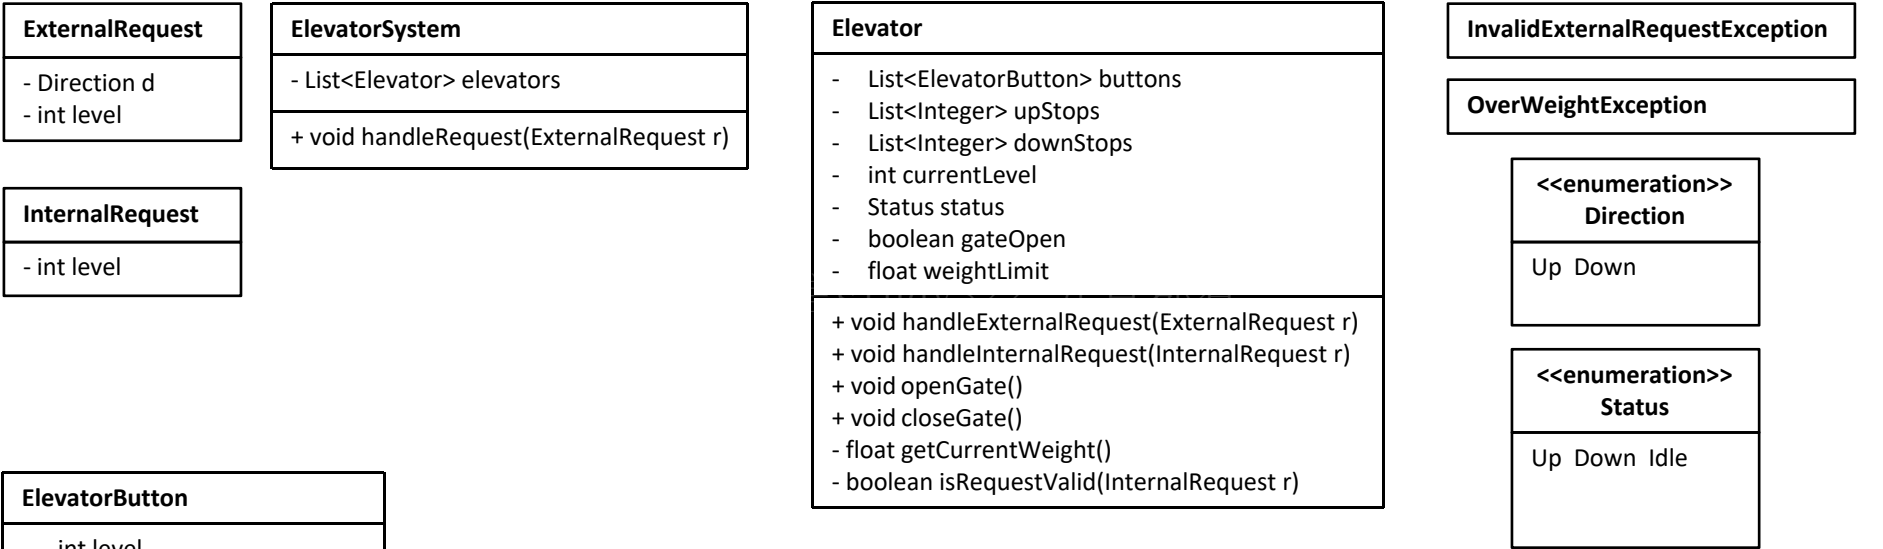 ExternalRequest
- Direction d
- int level
ElevatorSystem
- List<Elevator> elevators
+ void handleRequest(ExternalRequest r)
InternalRequest
- int level
ElevatorButton
int level
Elevator
- List<ElevatorButton> buttons
- List<Integer> upStops
- List<Integer> downStops
- int currentLevel
- Status status
- boolean gateOpen
- float weightLimit
+ void handleExternalRequest(ExternalRequest r)
+ void handleInternalRequest(InternalRequest r)
+ void openGate()
+ void closeGate()
- float getCurrentWeight()
- boolean isRequestValid(InternalRequest r)
InvalidExternalRequestException
OverWeightException
<<enumeration>>
Direction
Up Down
<<enumeration>>
Status
Up Down Idle